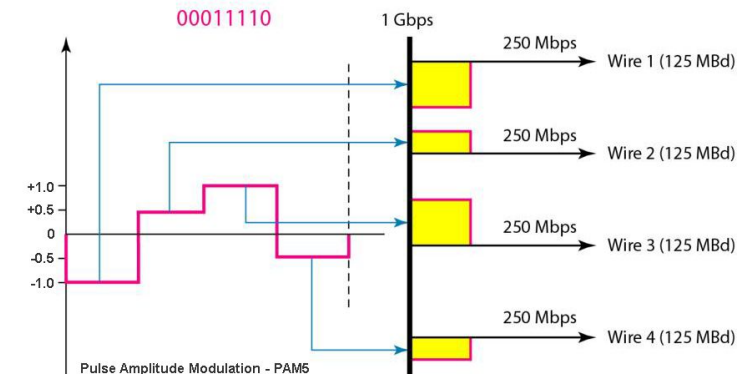 00011110
1 Gbps
250 Mbps
Wire 1 (125 MBd)
250 Mbps
Wire 2 (125 MBd)
+1.0
+0.5
0
-0.5
-1.0
250 Mbps
Wire 3 (125 MBd)
250 Mbps
Wire 4 (125 MBd)
Pulse Amplitude Modulation - PAM5